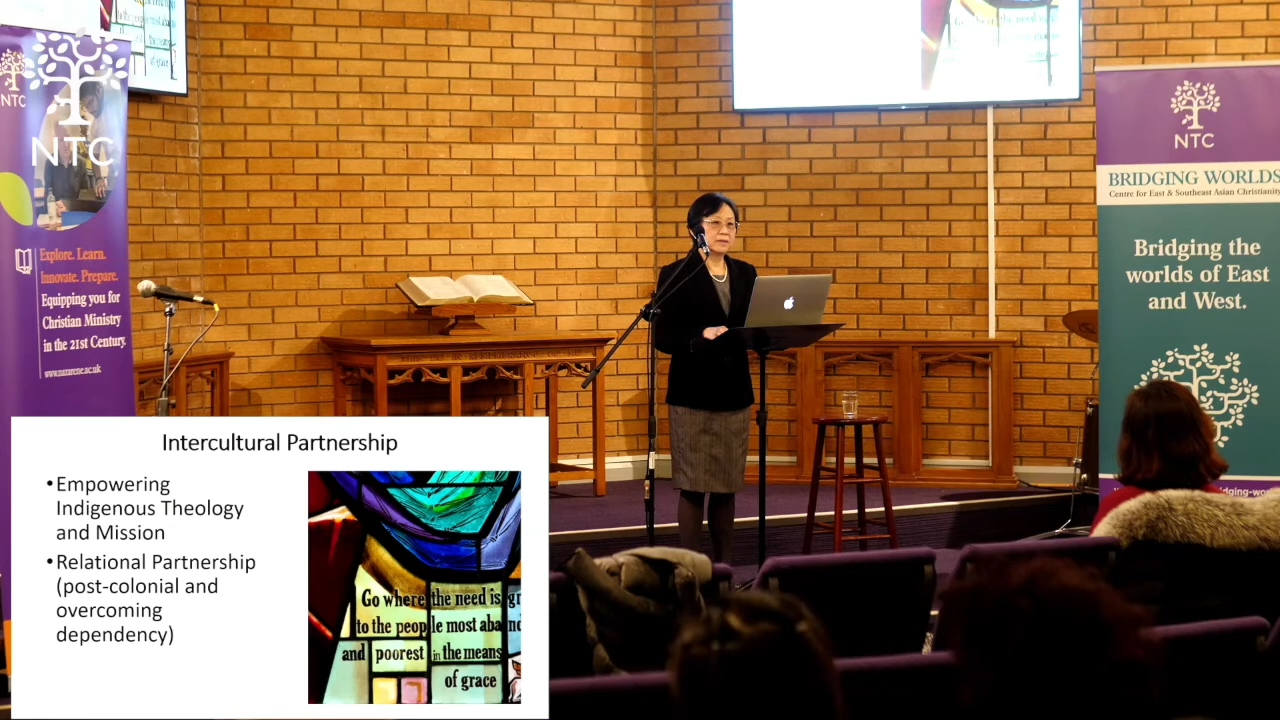 NTC
NTC
Explore. Learn.
Innovate. Prepare.
Equipping you for
Christian Ministry
in the 21st Century.
www.nazarene.ac.uk
NTC
BRIDGING WORLDS
Centre for East & Southeast Asian Christianity
Bridging the
worlds of East
and West.
Intercultural Partnership
•Empowering
Indigenous Theology
and Mission
•Relational Partnership
(post-colonial and
overcoming
dependency)
Go where the need is gr
to the people most aband
and poorest in the means
of grace